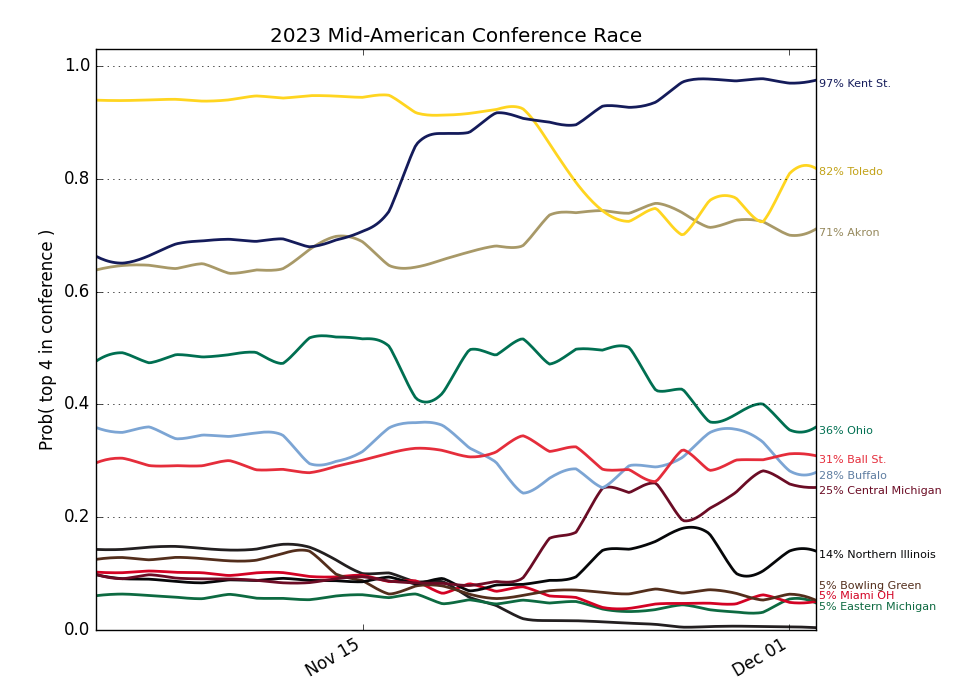 2023 Mid-American Conference Race
Prob( top 4 in conference )
1.0
0.8
0.6
0.4
0.2
0.0
Nov 15
Dec 01
97% Kent St.
82% Toledo
71% Akron
36% Ohio
31% Ball St.
28% Buffalo
25% Central Michigan
14% Northern Illinois
5% Bowling Green
5% Miami OH
5% Eastern Michigan